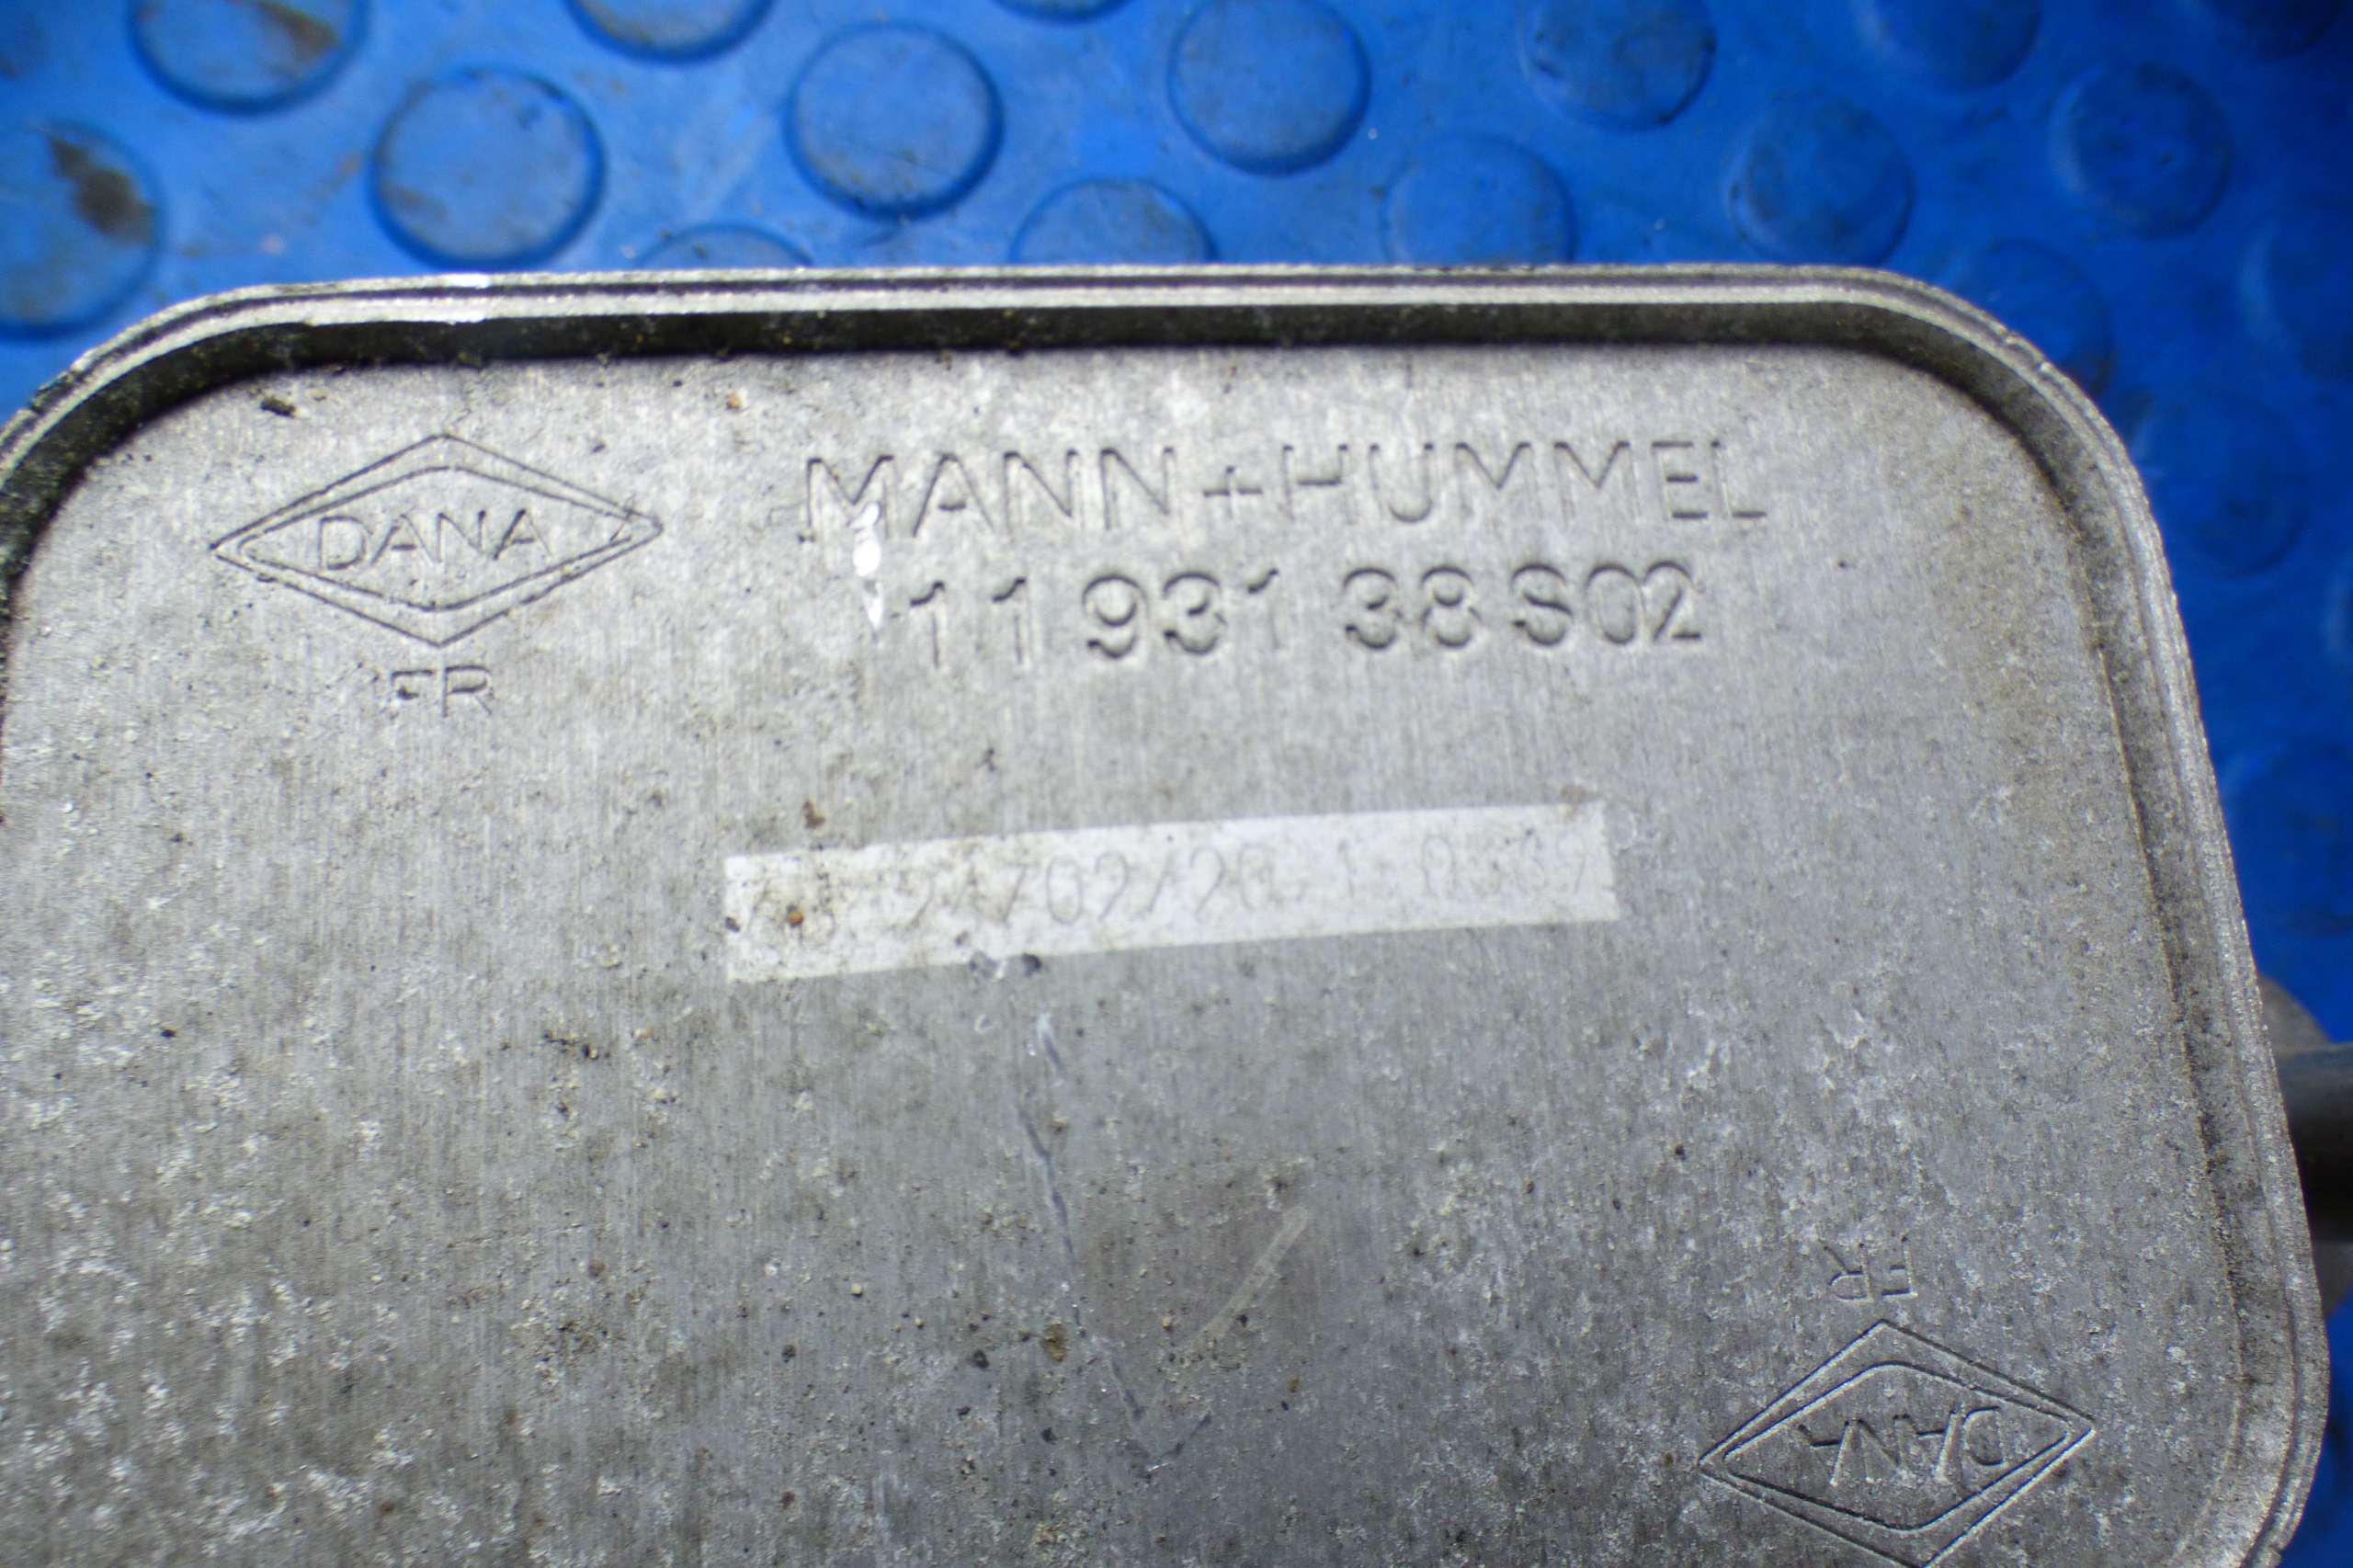 DANA
FR
MANN+HUMMEL
11 931 38 S02
FR
DANA